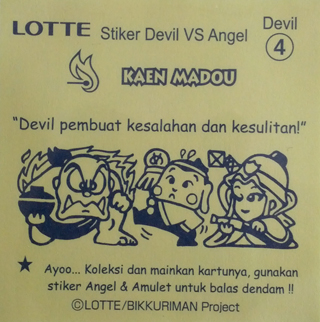 LOTTE Stiker Devil VS Angel Devil 4
KAEN MADOU
"Devil pembuat kesalahan dan kesulitan!"
★ Ayoo... Koleksi dan mainkan kartunya, gunakan
stiker Angel & Amulet untuk balas dendam !!
©LOTTE/BIKKURIMAN Project